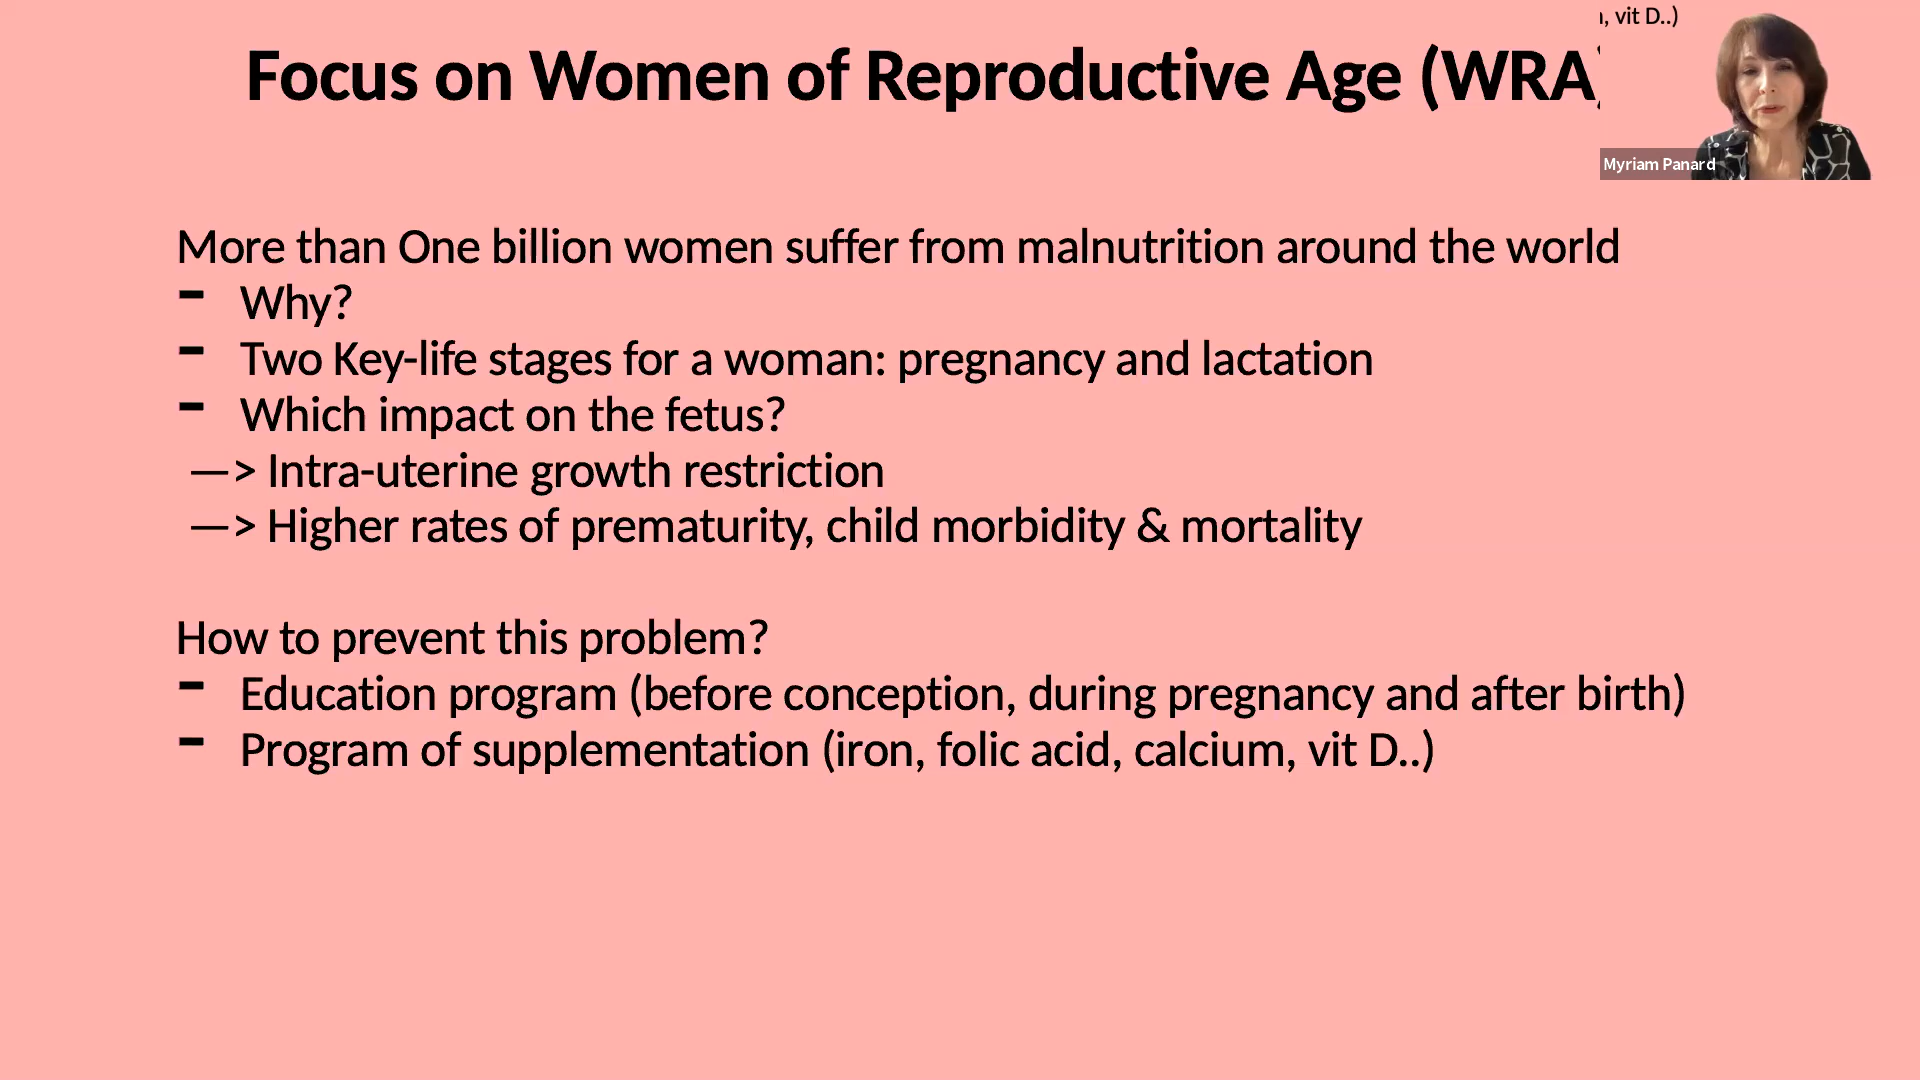 , vit D..)
Focus on Women of Reproductive Age (WRA)
Myriam Panard
More than One billion women suffer from malnutrition around the world
- Why?
- Two Key-life stages for a woman: pregnancy and lactation
- Which impact on the fetus?
—> Intra-uterine growth restriction
—> Higher rates of prematurity, child morbidity & mortality
How to prevent this problem?
- Education program (before conception, during pregnancy and after birth)
- Program of supplementation (iron, folic acid, calcium, vit D..)